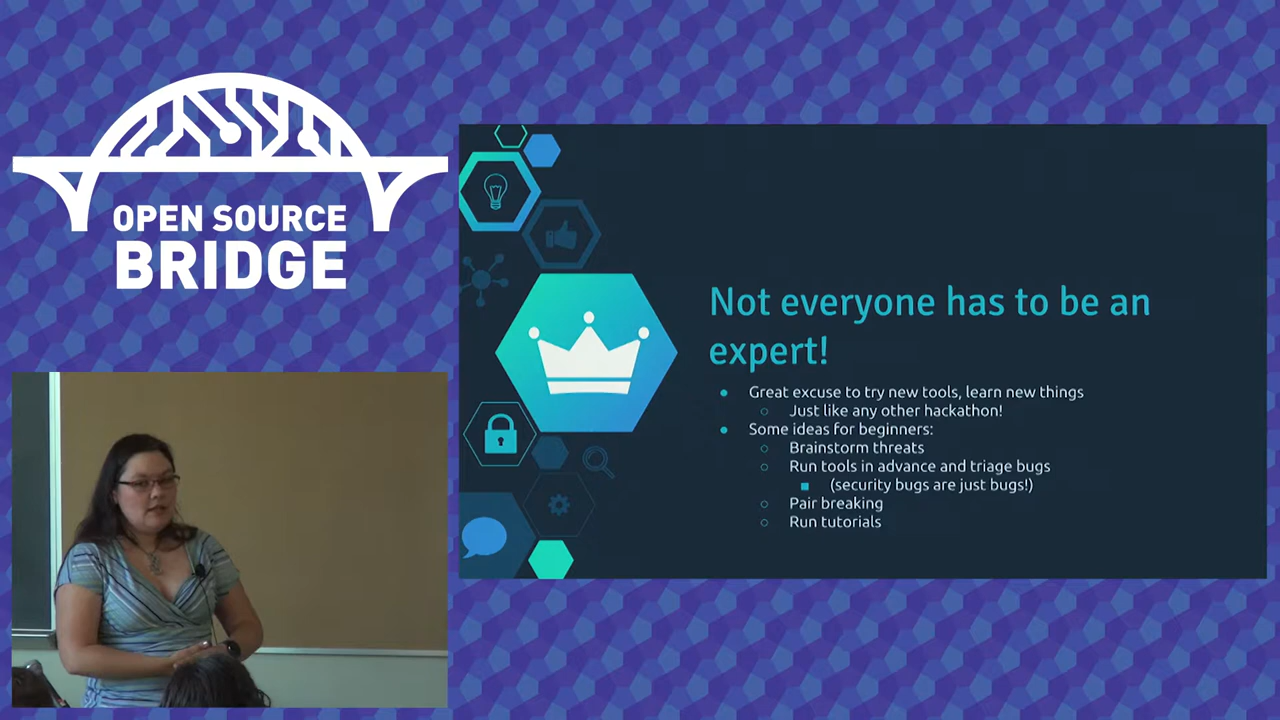 OPEN SOURCE
BRIDGE
Not everyone has to be an
expert!
Great excuse to try new tools, learn new things
Just like any other hackathon!
Some ideas for beginners:
Brainstorm threats
Run tools in advance and triage bugs
(security bugs are just bugs!)
Pair breaking
Run tutorials